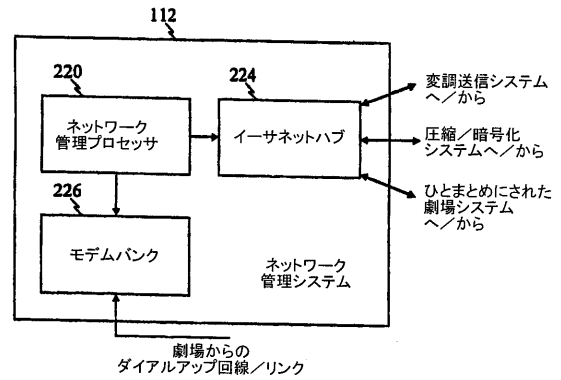 112
220
ネットワーク
管理プロセッサ
224
イーサネットハブ
変調送信システム
へ／から
圧縮／暗号化
システムへ／から
ひとまとめにされた
劇場システム
へ／から
226
モデムバンク
ネットワーク
管理システム
劇場からの
ダイアルアップ回線／リンク